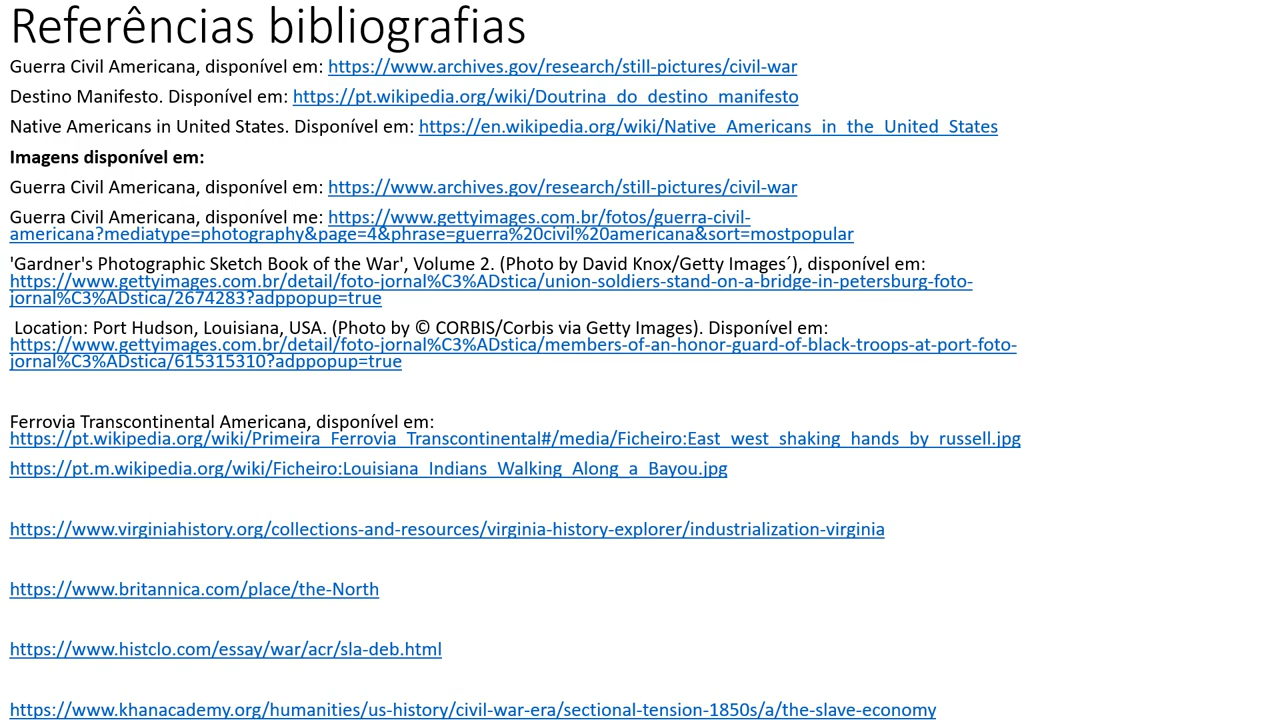 Referências bibliografias
Guerra Civil Americana, disponível em: https://www.archives.gov/research/still-pictures/civil-war
Destino Manifesto. Disponível em: https://pt.wikipedia.org/wiki/Doutrina_do_destino_manifesto
Native Americans in United States. Disponível em: https://en.wikipedia.org/wiki/Native_Americans_in_the_United_States
Imagens disponível em:
Guerra Civil Americana, disponível em: https://www.archives.gov/research/still-pictures/civil-war
Guerra Civil Americana, disponível me: https://www.gettyimages.com.br/fotos/guerra-civil-
americana?mediatype=photography&page=4&phrase=guerra%20civil%20americana&sort=mostpopular
'Gardner's Photographic Sketch Book of the War', Volume 2. (Photo by David Knox/Getty Images´), disponível em:
https://www.gettyimages.com.br/detail/foto-jornal%C3%ADstica/union-soldiers-stand-on-a-bridge-in-petersburg-foto-
jornal%C3%ADstica/2674283?adppopup=true
Location: Port Hudson, Louisiana, USA. (Photo by © CORBIS/Corbis via Getty Images). Disponível em:
https://www.gettyimages.com.br/detail/foto-jornal%C3%ADstica/members-of-an-honor-guard-of-black-troops-at-port-foto-
jornal%C3%ADstica/615315310?adppopup=true
Ferrovia Transcontinental Americana, disponível em:
https://pt.wikipedia.org/wiki/Primeira_Ferrovia_Transcontinental#/media/Ficheiro:East_west_shaking_hands_by_russell.jpg
https://pt.m.wikipedia.org/wiki/Ficheiro:Louisiana_Indians_Walking_Along_a_Bayou.jpg
https://www.virginiahistory.org/collections-and-resources/virginia-history-explorer/industrialization-virginia
https://www.britannica.com/place/the-North
https://www.histclo.com/essay/war/acr/sla-deb.html
https://www.khanacademy.org/humanities/us-history/civil-war-era/sectional-tension-1850s/a/the-slave-economy